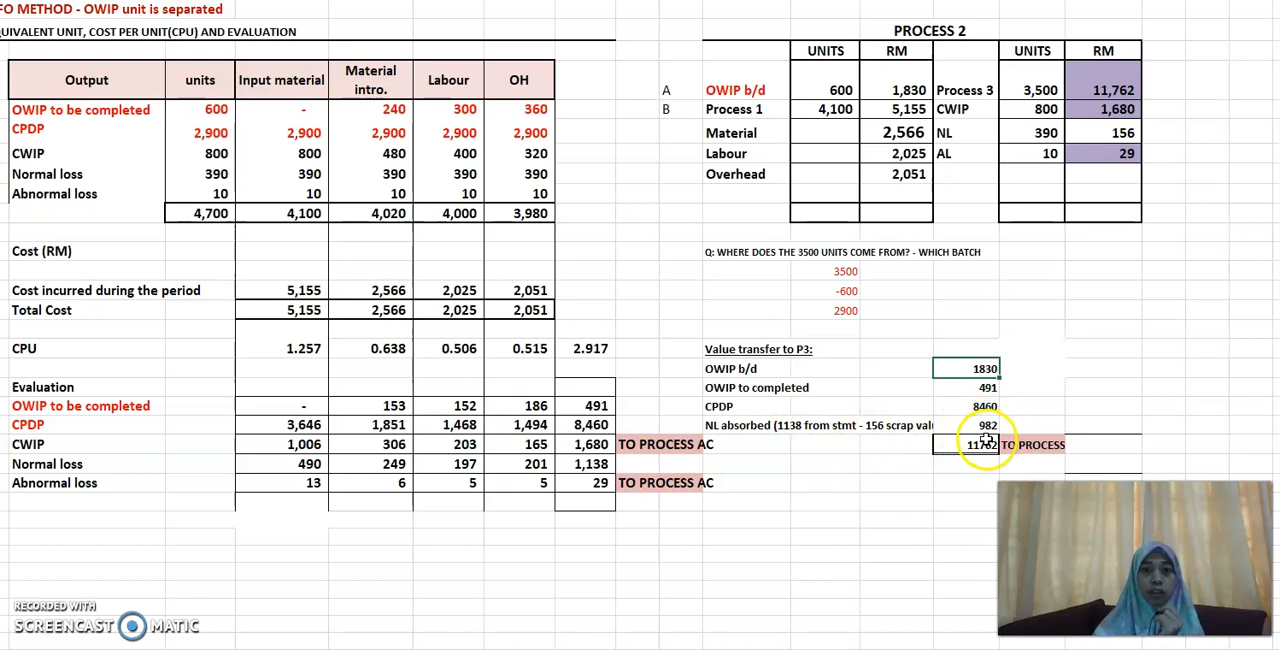 FO METHOD - OWIP unit is separated
QUIVALENT UNIT, COST PER UNIT(CPU) AND EVALUATION
Output units Input material Material intro. Labour OH
OWIP to be completed 600 - 240 300 360
CPDP 2,900 2,900 2,900 2,900 2,900
CWIP 800 800 480 400 320
Normal loss 390 390 390 390 390
Abnormal loss 10 10 10 10 10
4,700 4,100 4,020 4,000 3,980
Cost (RM)
Cost incurred during the period 5,155 2,566 2,025 2,051
Total Cost 5,155 2,566 2,025 2,051
CPU 1.257 0.638 0.506 0.515 2.917
Evaluation
OWIP to be completed - 153 152 186 491
CPDP 3,646 1,851 1,468 1,494 8,460
CWIP 1,006 306 203 165 1,680 TO PROCESS AC
Normal loss 490 249 197 201 1,138
Abnormal loss 13 6 5 5 29 TO PROCESS AC
PROCESS 2
UNITS RM UNITS RM
A OWIP b/d 600 1,830 Process 3 3,500 11,762
B Process 1 4,100 5,155 CWIP 800 1,680
Material 2,566 NL 390 156
Labour 2,025 AL 10 29
Overhead 2,051
Q: WHERE DOES THE 3500 UNITS COME FROM? - WHICH BATCH
3500
-600
2900
Value transfer to P3:
OWIP b/d 1830
OWIP to completed 491
CPDP 8460
NL absorbed (1138 from stmt - 156 scrap valu 982
11762 TO PROCESS
RECORDED WITH
SCREENCAST MATIC